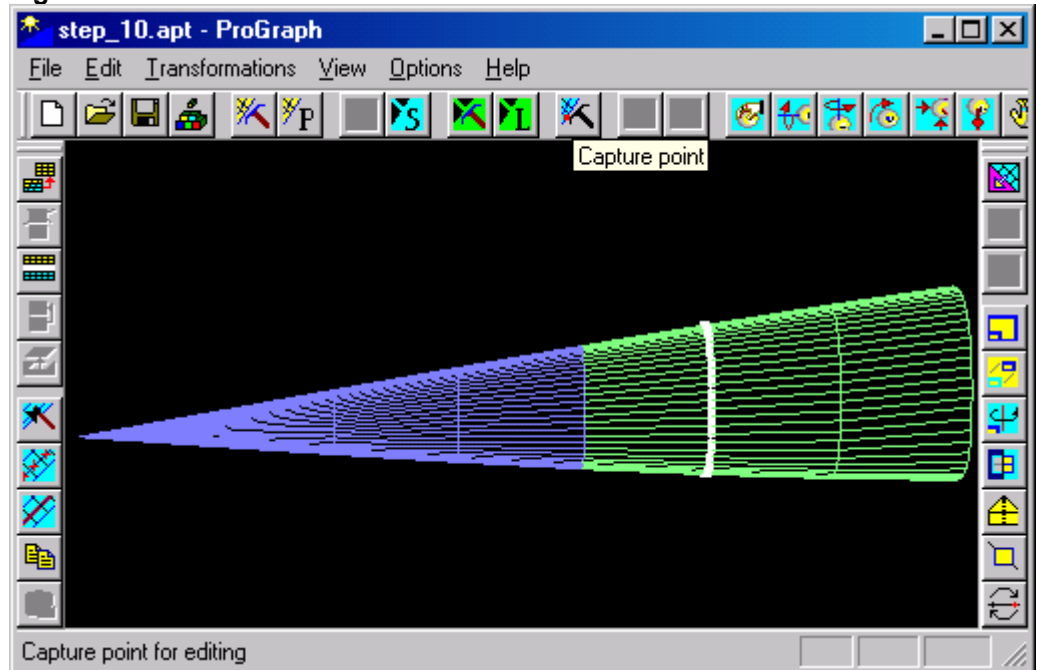 step_10.apt - ProGraph
File Edit Transformations View Options Help
P S L
Capture point
Capture point for editing